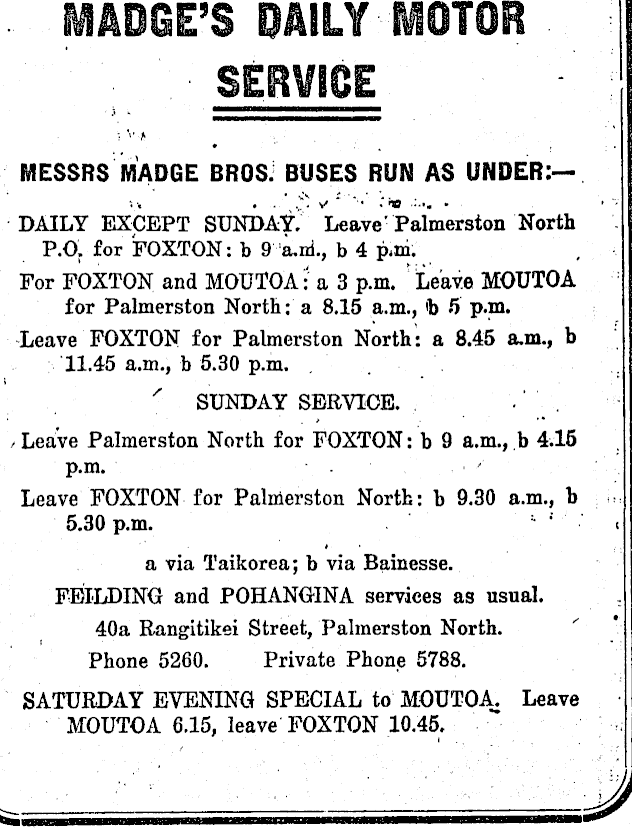 MADGE'S DAILY MOTOR
SERVICE
MESSRS MADGE BROS. BUSES RUN AS UNDER:—
DAILY EXCEPT SUNDAY. Leave Palmerston North
P.O. for FOXTON: b 9 a.m., b 4 p.m.
For FOXTON and MOUTOA: a 3 p.m. Leave MOUTOA
for Palmerston North: a 8.15 a.m., b 5 p.m.
Leave FOXTON for Palmerston North: a 8.45 a.m., b
11.45 a.m., b 5.30 p.m.
SUNDAY SERVICE.
Leave Palmerston North for FOXTON: b 9 a.m., b 4.15
p.m.
Leave FOXTON for Palmerston North: b 9.30 a.m., b
5.30 p.m.
a via Taikorea; b via Bainesse.
FEILDING and POHANGINA services as usual.
40a Rangitikei Street, Palmerston North.
Phone 5260. Private Phone 5788.
SATURDAY EVENING SPECIAL to MOUTOA. Leave
MOUTOA 6.15, leave FOXTON 10.45.